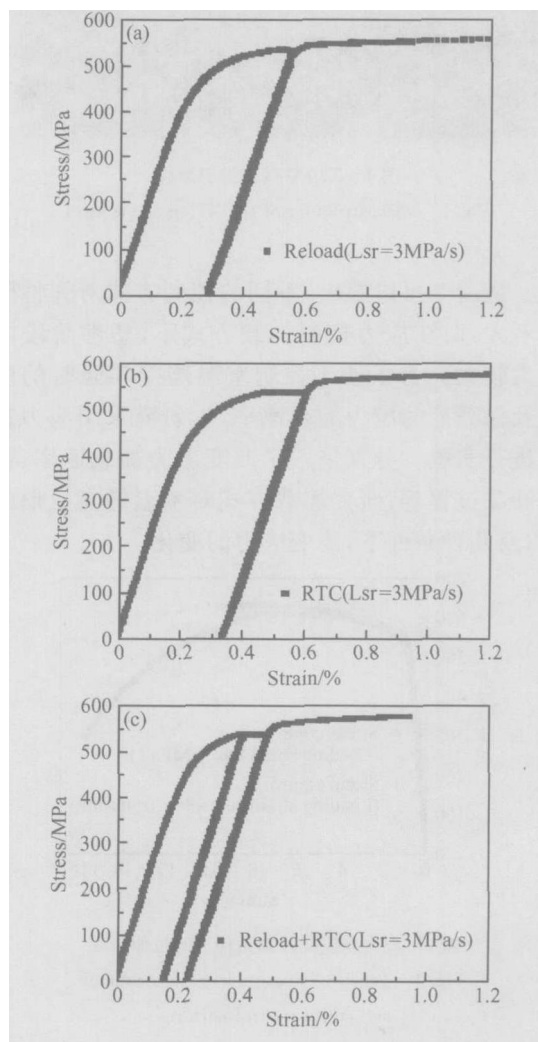 (a)
600
500
400
300
200
100
0
Stress/MPa
Reload(Lsr=3MPa/s)
0 0.2 0.4 0.6 0.8 1.0 1.2
Strain/%
(b)
600
500
400
300
200
100
0
Stress/MPa
RTC(Lsr=3MPa/s)
0 0.2 0.4 0.6 0.8 1.0 1.2
Strain/%
(c)
600
500
400
300
200
100
0
Stress/MPa
Reload+RTC(Lsr=3MPa/s)
0 0.2 0.4 0.6 0.8 1.0 1.2
Strain/%